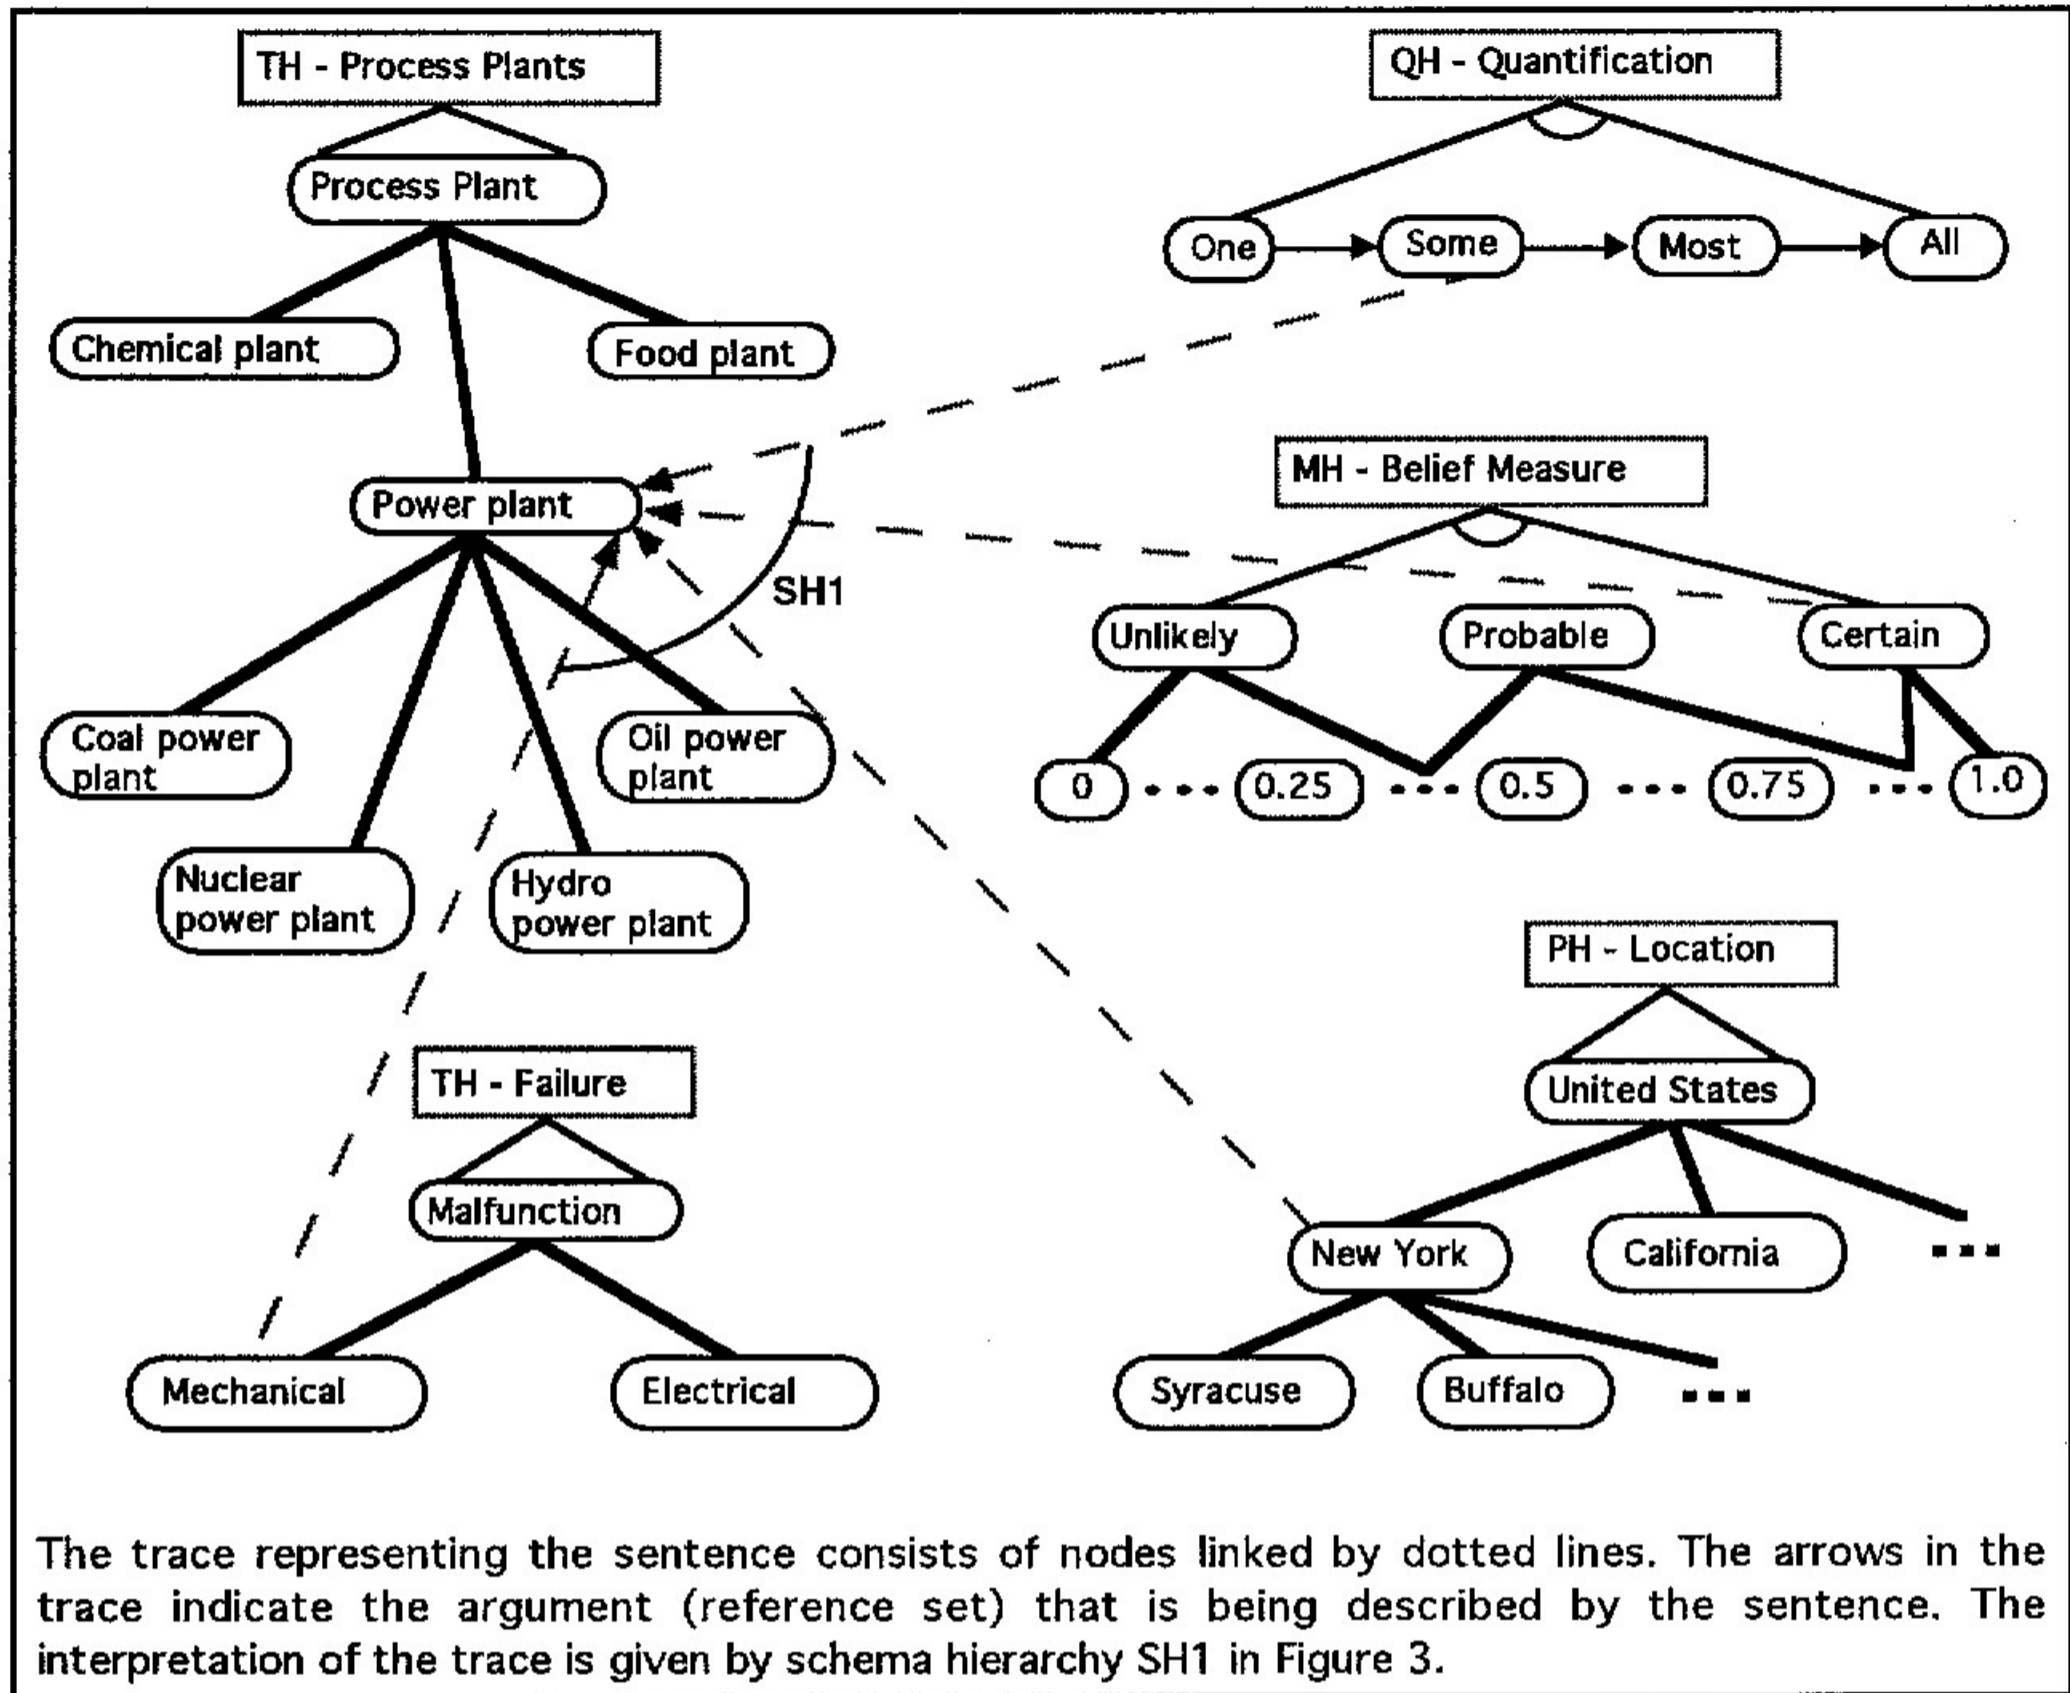 TH - Process Plants
Process Plant
Chemical plant
Food plant
Power plant
SH1
Coal power
plant
Oil power
plant
Nuclear
power plant
Hydro
power plant
TH - Failure
Malfunction
Mechanical
Electrical
QH - Quantification
One
Some
Most
All
MH - Belief Measure
Unlikely
Probable
Certain
0
0.25
0.5
0.75
1.0
PH - Location
United States
New York
California
Syracuse
Buffalo
The trace representing the sentence consists of nodes linked by dotted lines. The arrows in the
trace indicate the argument (reference set) that is being described by the sentence. The
interpretation of the trace is given by schema hierarchy SH1 in Figure 3.